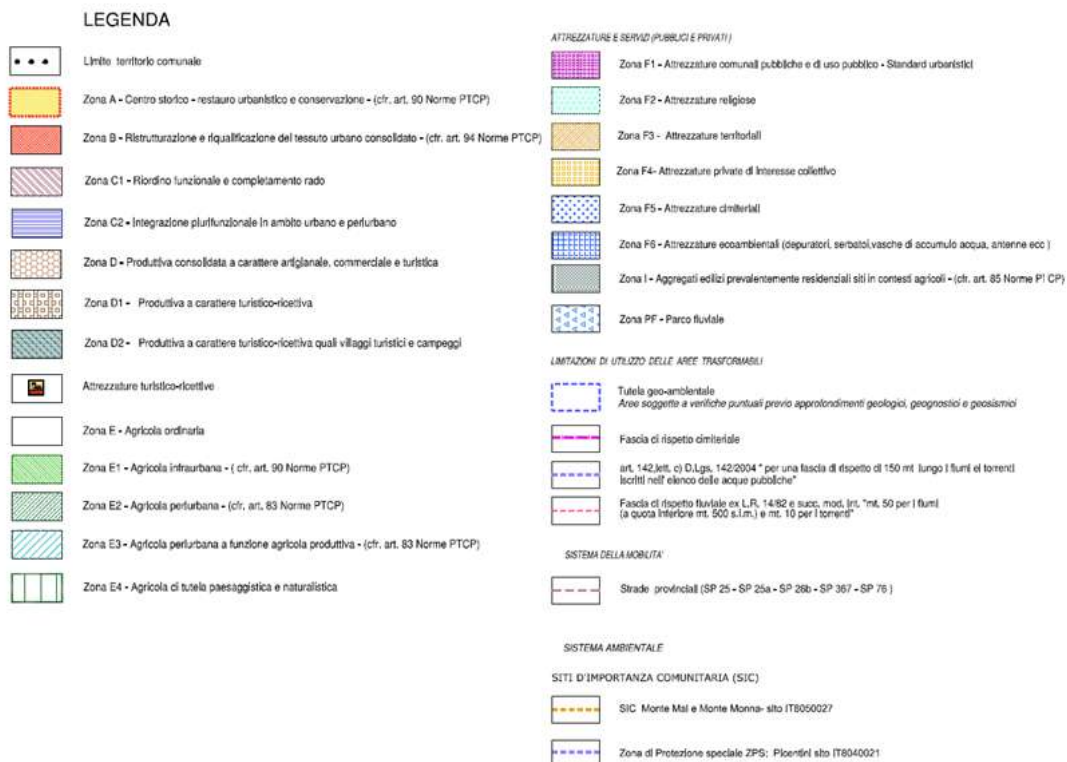 LEGENDA
Limite territorio comunale
Zona A - Centro storico - restauro urbanistico e conservazione - (cfr. art. 90 Norme PTCP)
Zona B - Ristrutturazione e riqualificazione del tessuto urbano consolidato - (cfr. art. 94 Norme PTCP)
Zona C1 - Riordino funzionale e completamento rado
Zona C2 - Integrazione plurifunzionale in ambito urbano e periurbano
Zona D - Produttiva consolidata a carattere artigianale, commerciale e turistica
Zona D1 - Produttiva a carattere turistico-ricettiva
Zona D2 - Produttiva a carattere turistico-ricettiva quali villaggi turistici e campeggi
Attrezzature turistico-ricettive
Zona E - Agricola ordinaria
Zona E1 - Agricola infraurbana - ( cfr. art. 90 Norme PTCP)
Zona E2 - Agricola periurbana - (cfr. art. 83 Norme PTCP)
Zona E3 - Agricola periurbana a funzione agricola produttiva - (cfr. art. 83 Norme PTCP)
Zona E4 - Agricola di tutela paesaggistica e naturalistica
ATTREZZATURE E SERVIZI (PUBBLICI E PRIVATI )
Zona F1 - Attrezzature comunali pubbliche e di uso pubblico - Standard urbanistici
Zona F2 - Attrezzature religiose
Zona F3 - Attrezzature territoriali
Zona F4- Attrezzature private di interesse collettivo
Zona F5 - Attrezzature cimiteriali
Zona F6 - Attrezzature ecoambientali (depuratori, serbatoi,vasche di accumulo acqua, antenne ecc )
Zona I - Aggregati edilizi prevalentemente residenziali siti in contesti agricoli - (cfr. art. 85 Norme PTCP)
Zona PF - Parco fluviale
LIMITAZIONI DI UTILIZZO DELLE AREE TRASFORMABILI
Tutela geo-ambientale
Aree soggette a verifiche puntuali previo approfondimenti geologici, geognostici e geosismici
Fascia di rispetto cimiteriale
art. 142,lett. c) D.Lgs. 142/2004 " per una fascia di rispetto di 150 mt lungo i fiumi ei torrenti
iscritti nell' elenco delle acque pubbliche"
Fascia di rispetto fluviale ex L.R. 14/82 e succ. mod. int. "mt. 50 per i fiumi
(a quota inferiore mt. 500 s.l.m.) e mt. 10 per i torrenti"
SISTEMA DELLA MOBILITA'
Strade provinciali (SP 25 - SP 25a - SP 26b - SP 367 - SP 76 )
SISTEMA AMBIENTALE
SITI D'IMPORTANZA COMUNITARIA (SIC)
SIC Monte Mai e Monte Monna- sito IT8050027
Zona di Protezione speciale ZPS: Picentini sito IT8040021